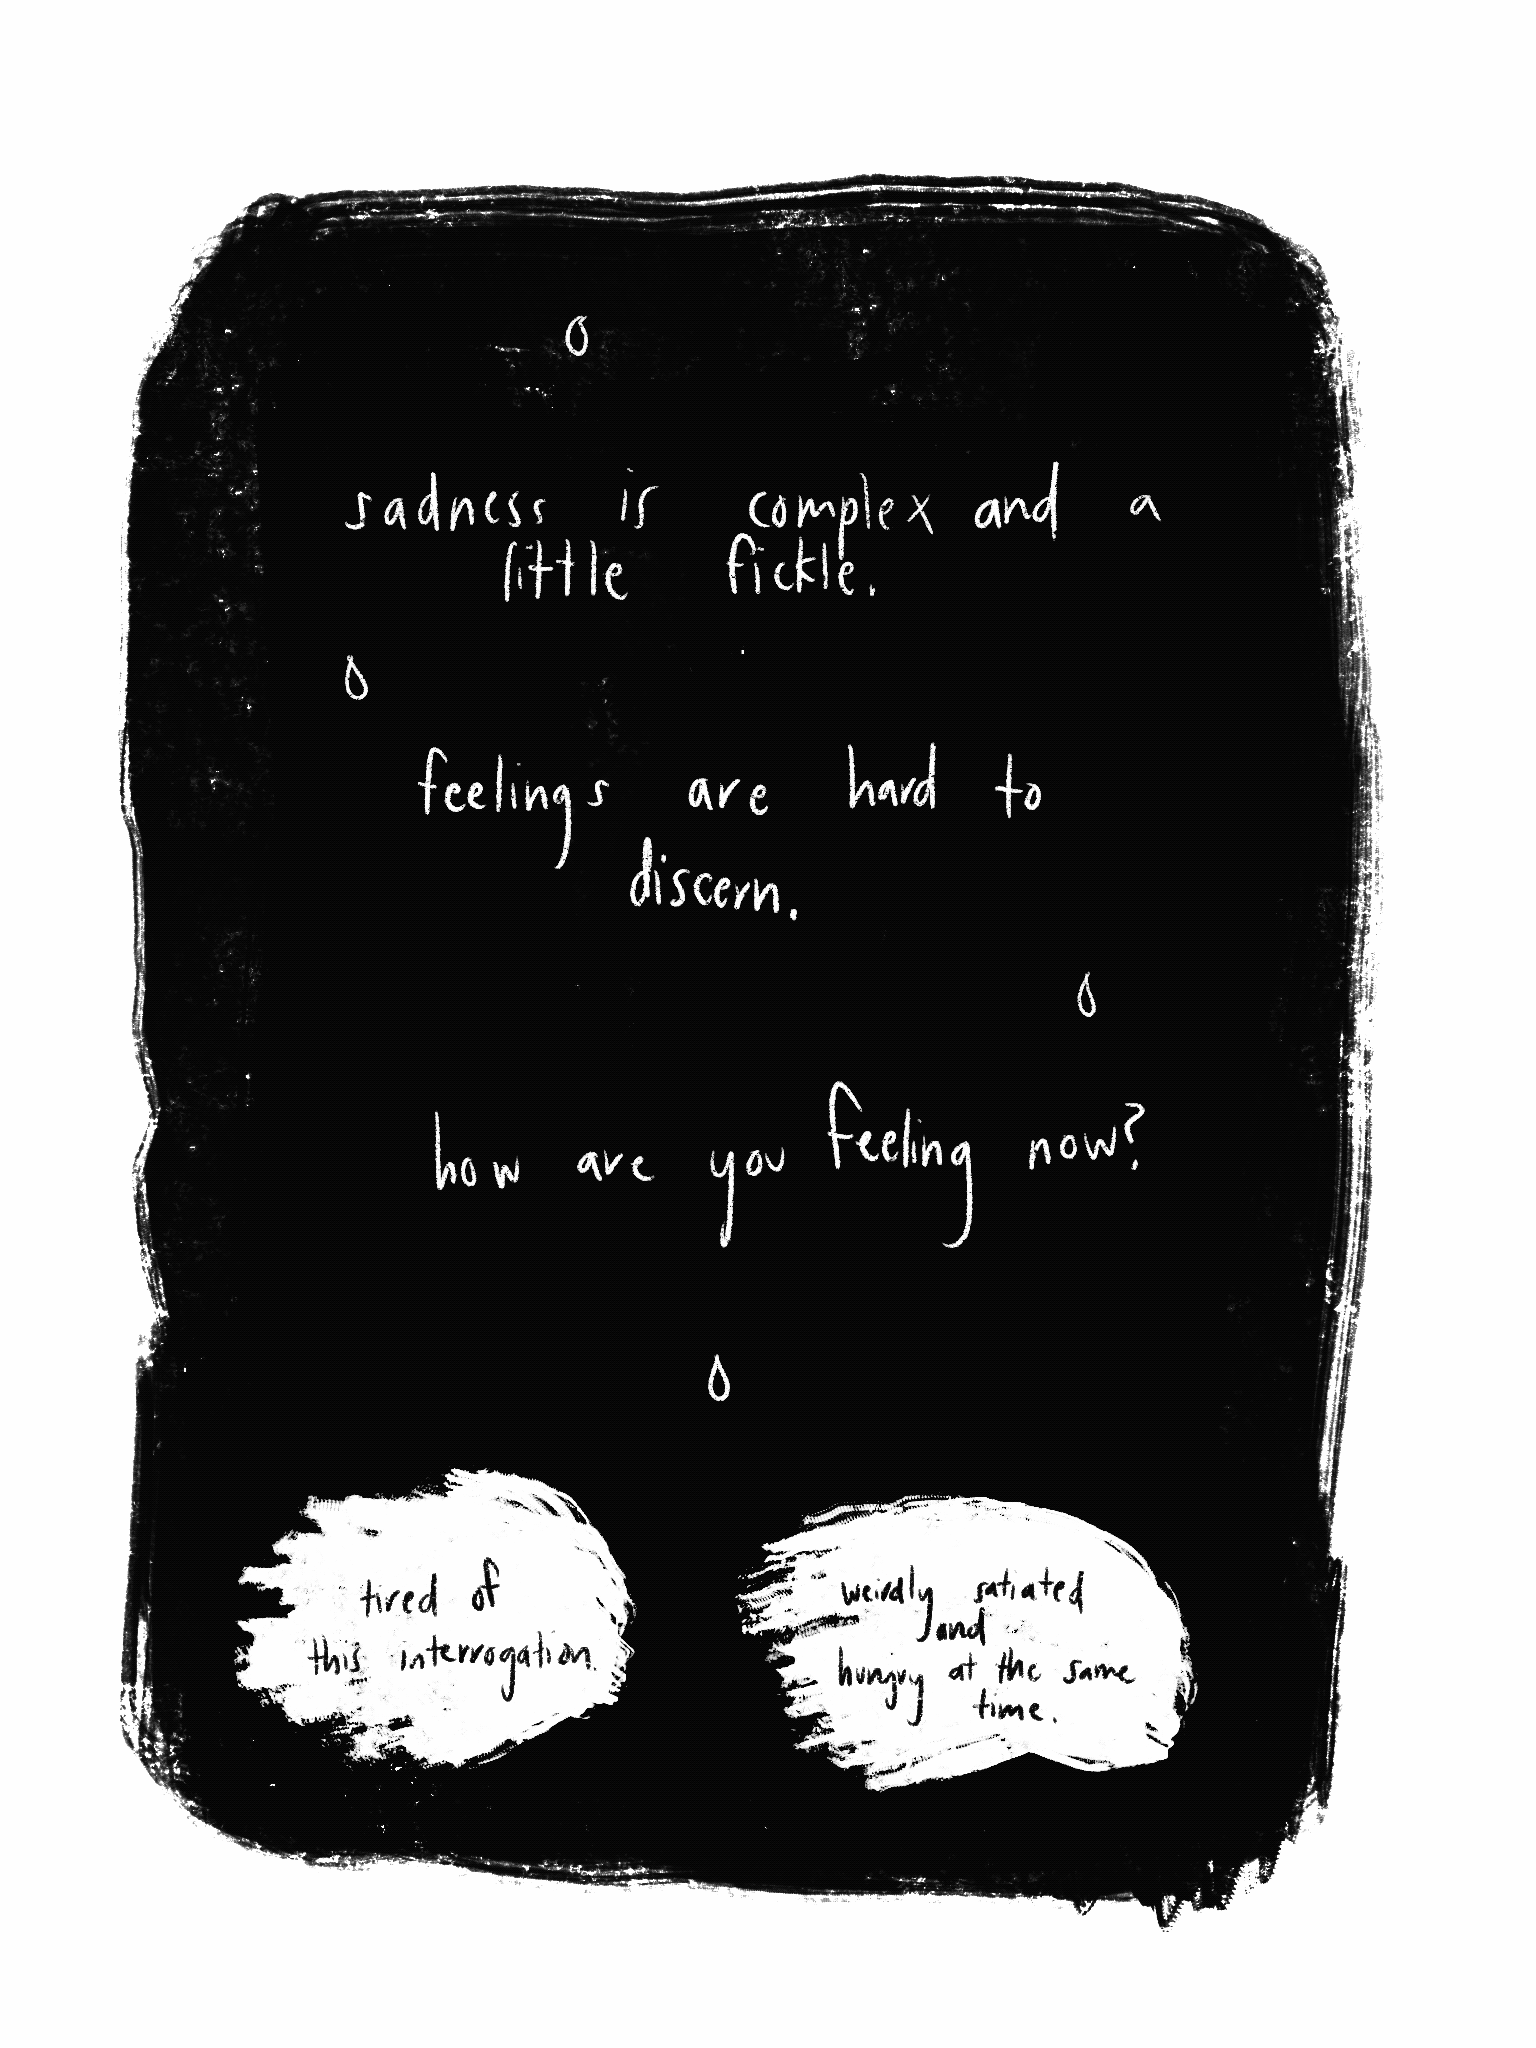 sadness is complex and a
little fickle.
feelings are hard to
discern.
how are you feeling now?
tired of
this interrogation.
weirdly satiated
and
hungry at the same
time.